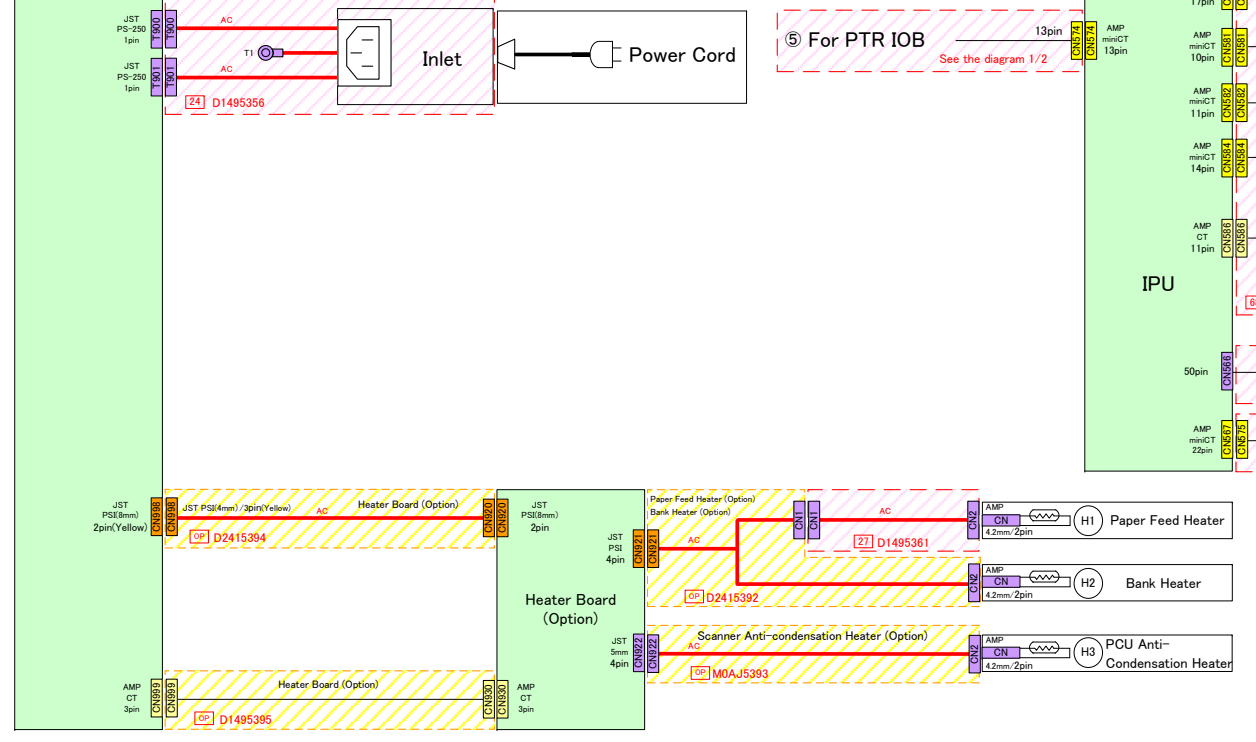 JST
PS-250
1pin
T900
T900
AC
T1
JST
PS-250
1pin
T901
T901
AC
24 D1495356
Inlet
Power Cord
⑤ For PTR IOB
13pin
See the diagram 1/2
CN574
CN574
AMP
miniCT
13pin
17pin
AMP
miniCT
10pin
CN581
CN581
AMP
miniCT
11pin
CN582
CN582
AMP
miniCT
14pin
CN584
CN584
AMP
CT
11pin
CN586
CN586
IPU
50pin
CN566
AMP
miniCT
22pin
CN567
CN575
JST
PSI(8mm)
2pin(Yellow)
CN998
CN998
JST PSI(4mm)/3pin(Yellow)
AC
Heater Board (Option)
OP D2415394
CN920
CN920
JST
PSI(8mm)
2pin
JST
PSI
4pin
CN921
CN921
Paper Feed Heater (Option)
Bank Heater (Option)
AC
OP D2415392
CN1
CN1
AC
27 D1495361
CN2
AMP
CN
4.2mm/2pin
H1
Paper Feed Heater
CN2
AMP
CN
4.2mm/2pin
H2
Bank Heater
Heater Board
(Option)
JST
5mm
4pin
CN922
CN922
Scanner Anti-condensation Heater (Option)
AC
OP M0AJ5393
CN2
AMP
CN
4.2mm/2pin
H3
PCU Anti-
Condensation Heater
AMP
CT
3pin
CN999
CN999
Heater Board (Option)
OP D1495395
CN930
CN930
AMP
CT
3pin